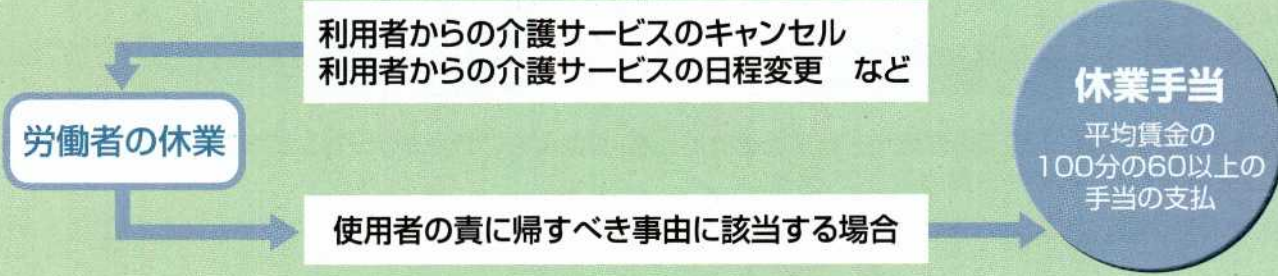 利用者からの介護サービスのキャンセル
利用者からの介護サービスの日程変更　など
労働者の休業
使用者の責に帰すべき事由に該当する場合
休業手当
平均賃金の
100分の60以上の
手当の支払